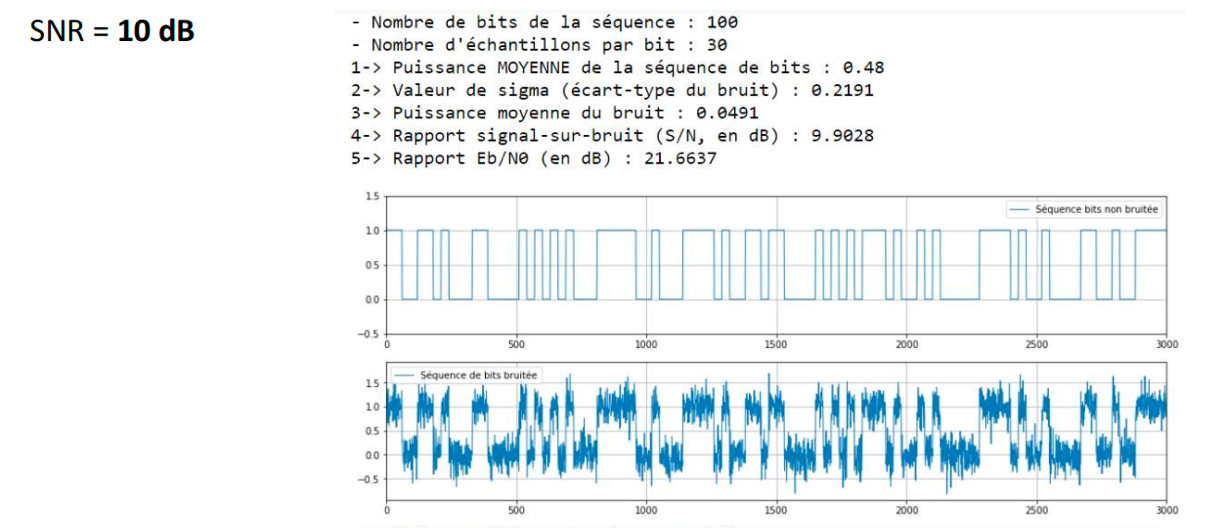 SNR = 10 dB
- Nombre de bits de la séquence : 100
- Nombre d'échantillons par bit : 30
1-> Puissance MOYENNE de la séquence de bits : 0.48
2-> Valeur de sigma (écart-type du bruit) : 0.2191
3-> Puissance moyenne du bruit : 0.0491
4-> Rapport signal-sur-bruit (S/N, en dB) : 9.9028
5-> Rapport Eb/N0 (en dB) : 21.6637
1.5
Séquence bits non bruitée
1.0
0.5
0.0
−0.5
0 500 1000 1500 2000 2500 3000
Séquence de bits bruitée
1.5
1.0
0.5
0.0
−0.5
0 500 1000 1500 2000 2500 3000